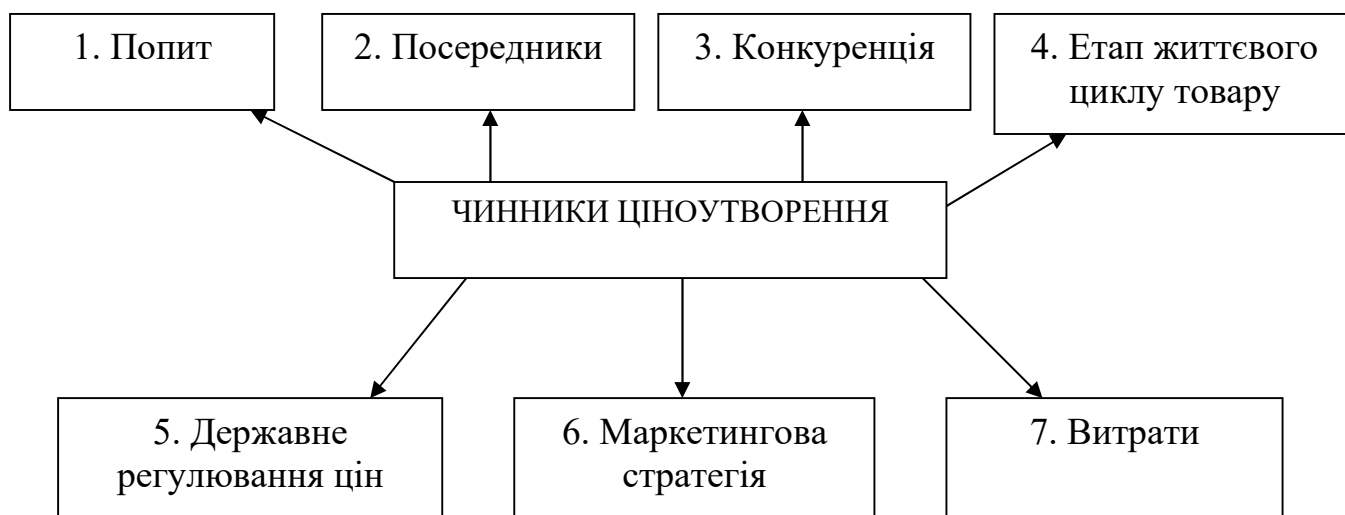 1. Попит
2. Посередники
3. Конкуренція
4. Етап життєвого
циклу товару
ЧИННИКИ ЦІНОУТВОРЕННЯ
5. Державне
регулювання цін
6. Маркетингова
стратегія
7. Витрати